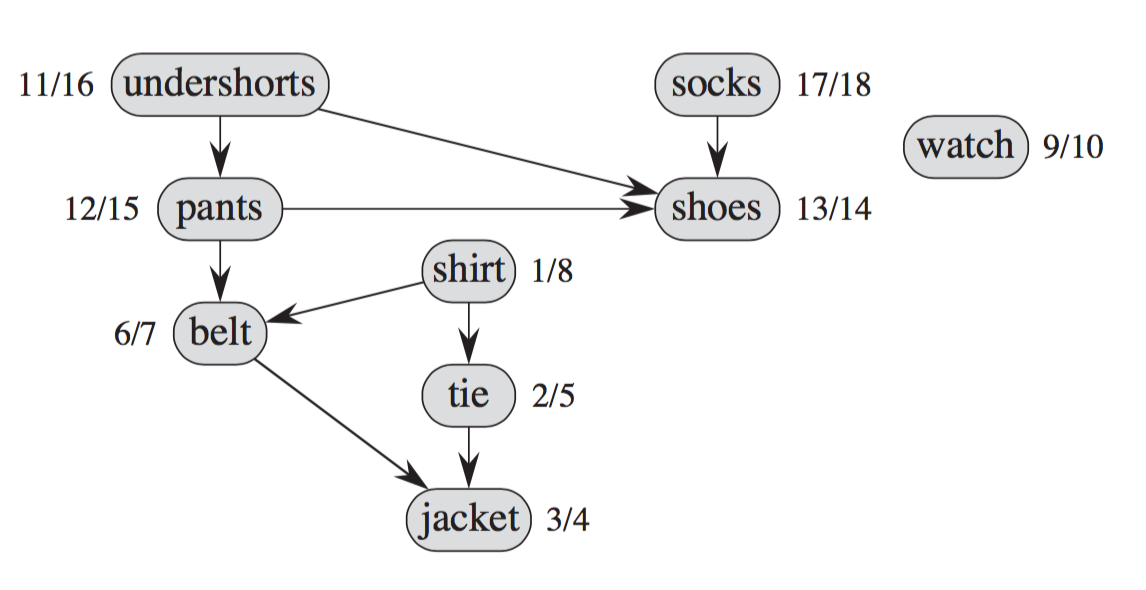 11/16 undershorts
socks 17/18
watch 9/10
12/15 pants
shoes 13/14
shirt 1/8
6/7 belt
tie 2/5
jacket 3/4